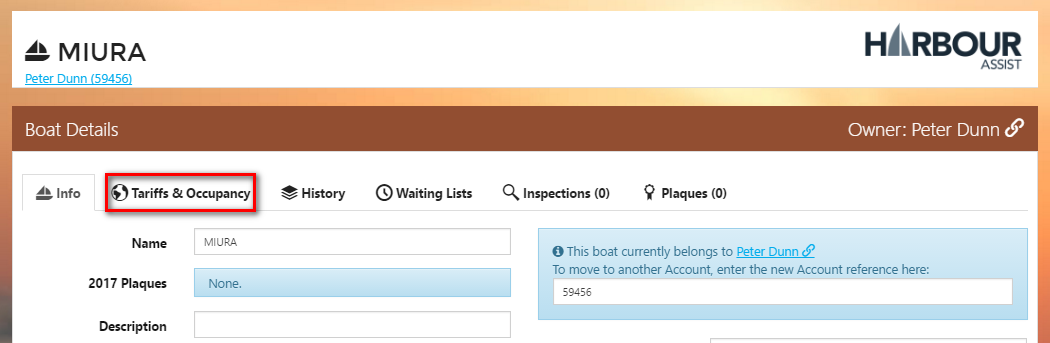 MIURA
Peter Dunn (59456)
HARBOUR
ASSIST
Boat Details
Owner: Peter Dunn
Info
Tariffs & Occupancy
History
Waiting Lists
Inspections (0)
Plaques (0)
Name
MIURA
2017 Plaques
None.
Description
This boat currently belongs to Peter Dunn
To move to another Account, enter the new Account reference here:
59456